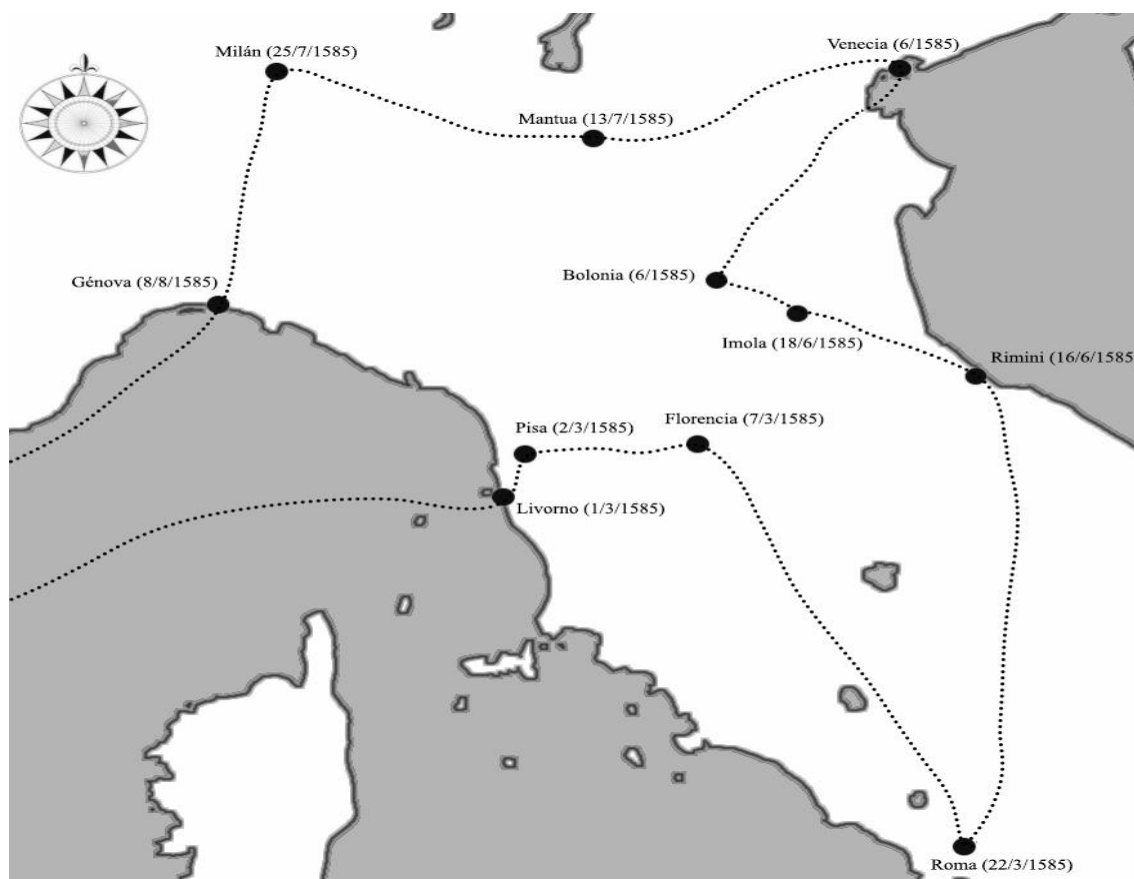 Milán (25/7/1585)
Venecia (6/1585)
Mantua (13/7/1585)
Génova (8/8/1585)
Bolonia (6/1585)
Imola (18/6/1585)
Rimini (16/6/1585
Pisa (2/3/1585)
Florencia (7/3/1585)
Livorno (1/3/1585)
Roma (22/3/1585)